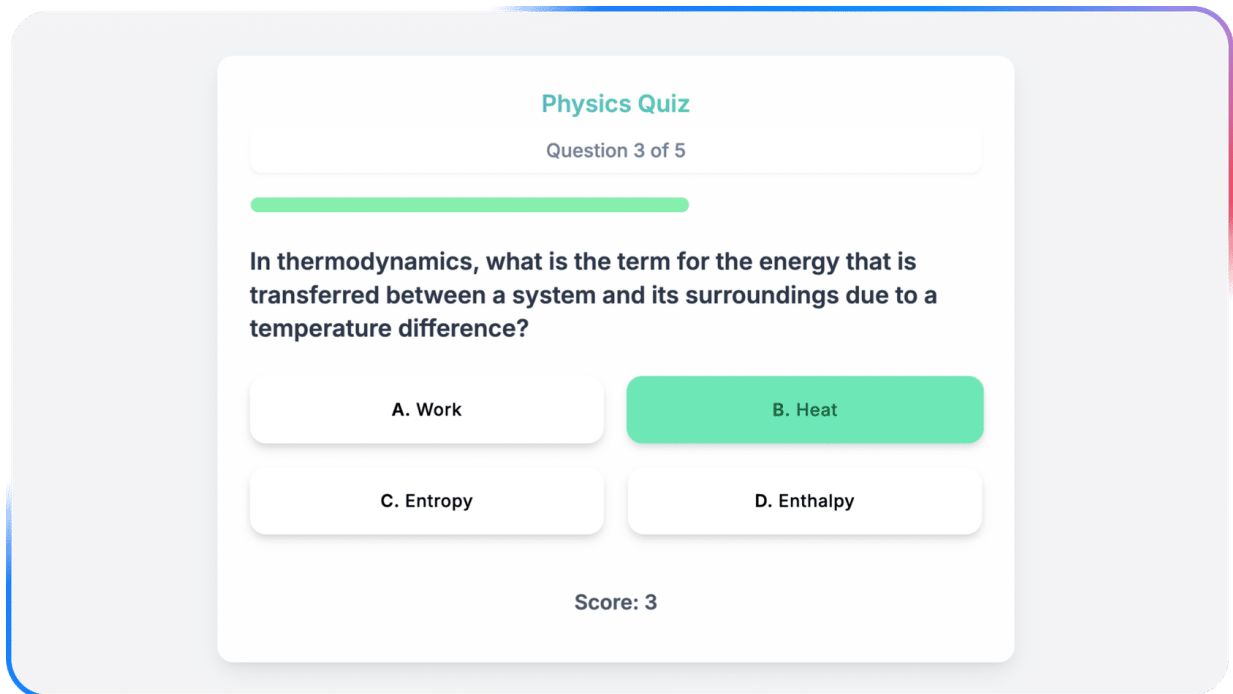 Physics Quiz
Question 3 of 5
In thermodynamics, what is the term for the energy that is
transferred between a system and its surroundings due to a
temperature difference?
A. Work
B. Heat
C. Entropy
D. Enthalpy
Score: 3